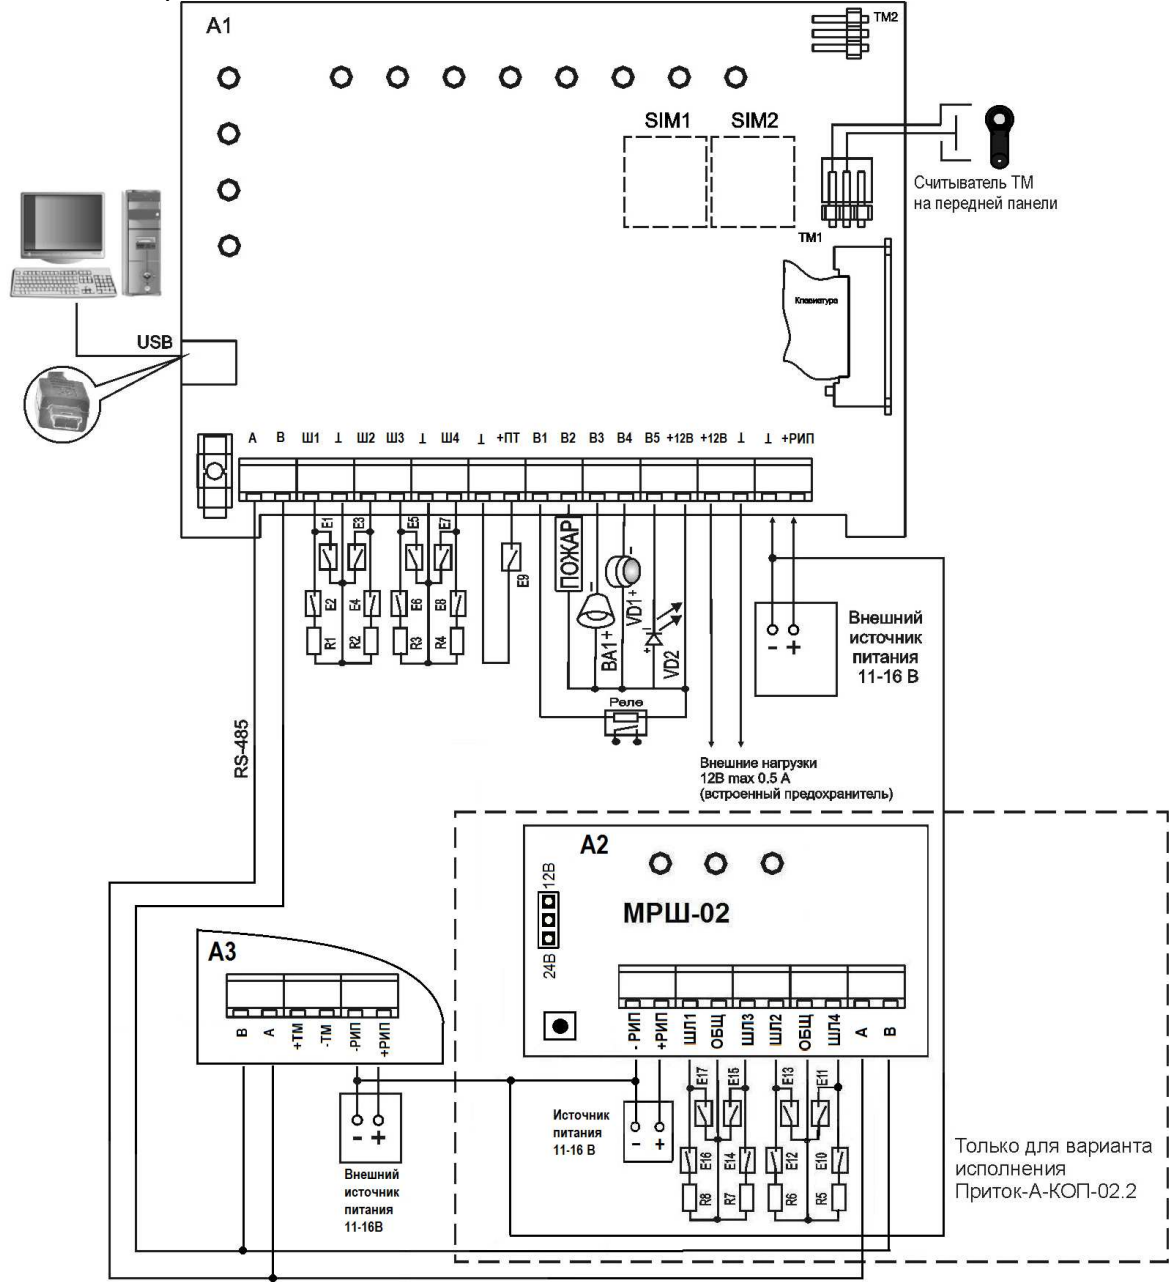 A1
TM2
SIM1
SIM2
Считыватель ТМ
на передней панели
TM1
Клавиатура
USB
A
B
Ш1
⊥
Ш2
Ш3
⊥
Ш4
⊥
+ПТ
B1
B2
B3
B4
B5
+12В
+12В
⊥
⊥
+РИП
E1
E3
E5
E7
E9
E2
E4
E6
E8
R1
R2
R3
R4
ПОЖАР
BA1
VD1
VD2
Реле
Внешний
источник
питания
11-16 В
Внешние нагрузки
12В max 0.5 А
(встроенный предохранитель)
RS-485
A2
12В
24В
МРШ-02
- РИП
+РИП
ШЛ1
ОБЩ
ШЛ3
ШЛ2
ОБЩ
ШЛ4
A
B
A3
B
A
+ТМ
-ТМ
-РИП
+РИП
E17
E15
E13
E11
E16
E14
E12
E10
R8
R7
R6
R5
Источник
питания
11-16 В
Внешний
источник
питания
11-16В
Только для варианта
исполнения
Приток-А-КОП-02.2